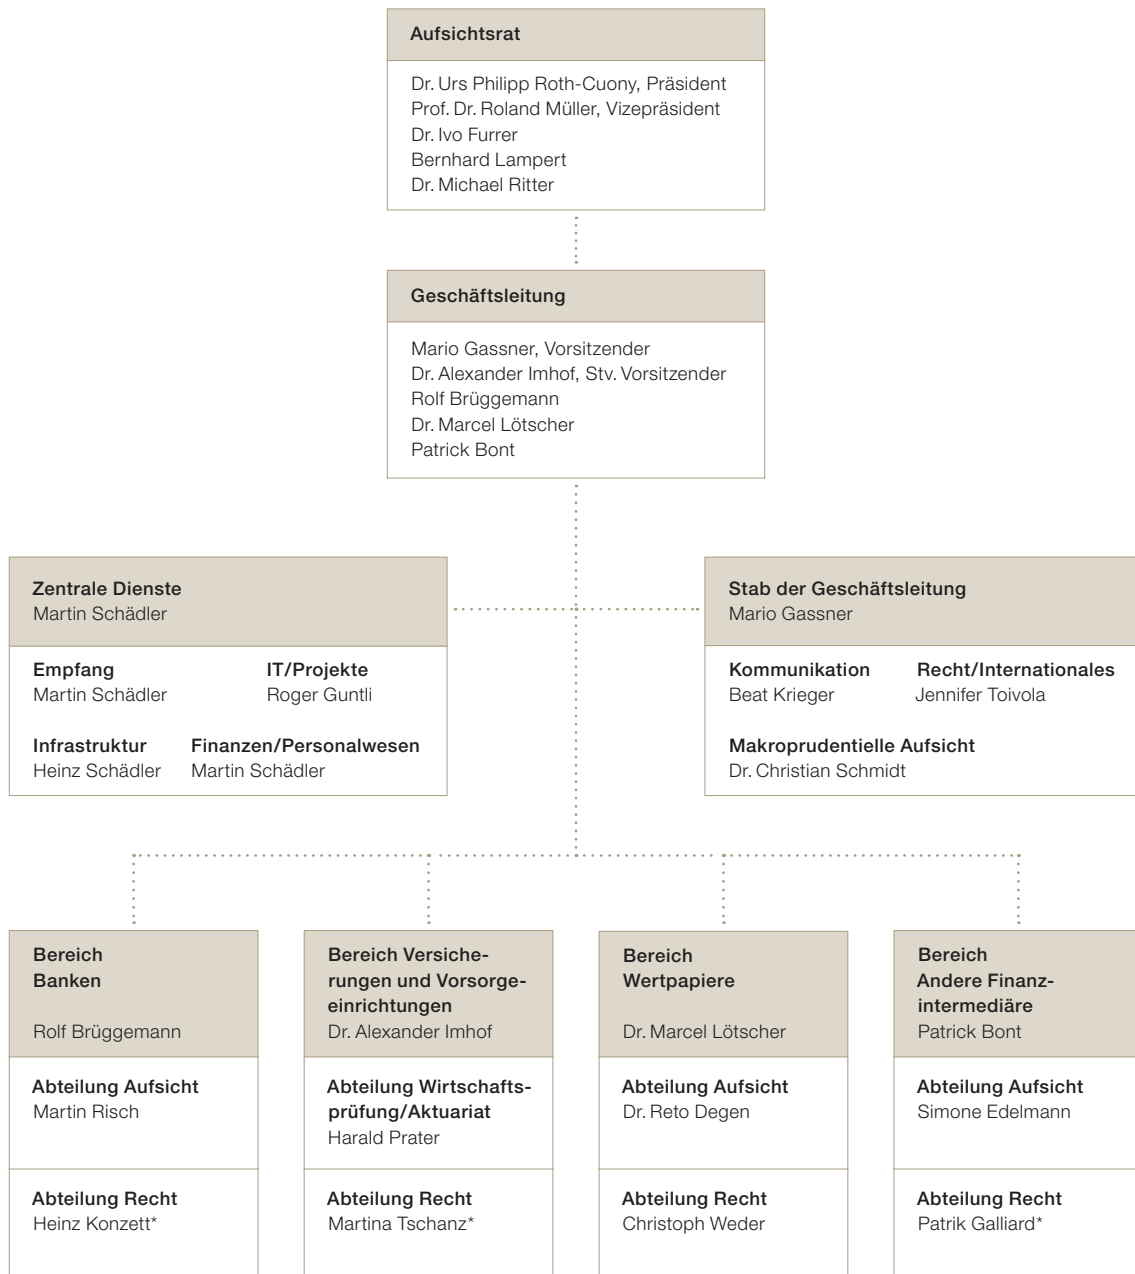 Aufsichtsrat
Dr. Urs Philipp Roth-Cuony, Präsident
Prof. Dr. Roland Müller, Vizepräsident
Dr. Ivo Furrer
Bernhard Lampert
Dr. Michael Ritter
Geschäftsleitung
Mario Gassner, Vorsitzender
Dr. Alexander Imhof, Stv. Vorsitzender
Rolf Brüggemann
Dr. Marcel Lötscher
Patrick Bont
Zentrale Dienste
Martin Schädler
Empfang
Martin Schädler
IT/Projekte
Roger Guntli
Infrastruktur
Heinz Schädler
Finanzen/Personalwesen
Martin Schädler
Stab der Geschäftsleitung
Mario Gassner
Kommunikation
Beat Krieger
Recht/Internationales
Jennifer Toivola
Makroprudentielle Aufsicht
Dr. Christian Schmidt
Bereich
Banken
Rolf Brüggemann
Abteilung Aufsicht
Martin Risch
Abteilung Recht
Heinz Konzett*
Bereich Versiche-
rungen und Vorsorge-
einrichtungen
Dr. Alexander Imhof
Abteilung Wirtschafts-
prüfung/Aktuariat
Harald Prater
Abteilung Recht
Martina Tschanz*
Bereich
Wertpapiere
Dr. Marcel Lötscher
Abteilung Aufsicht
Dr. Reto Degen
Abteilung Recht
Christoph Weder
Bereich
Andere Finanz-
intermediäre
Patrick Bont
Abteilung Aufsicht
Simone Edelmann
Abteilung Recht
Patrik Galliard*